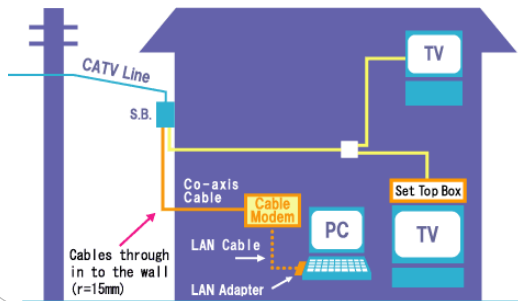 CATV Line
TV
S.B.
Set Top Box
Co-axis
Cable
Cable
Modem
PC
TV
LAN Cable
LAN Adapter
Cables through
in to the wall
(r=15mm)